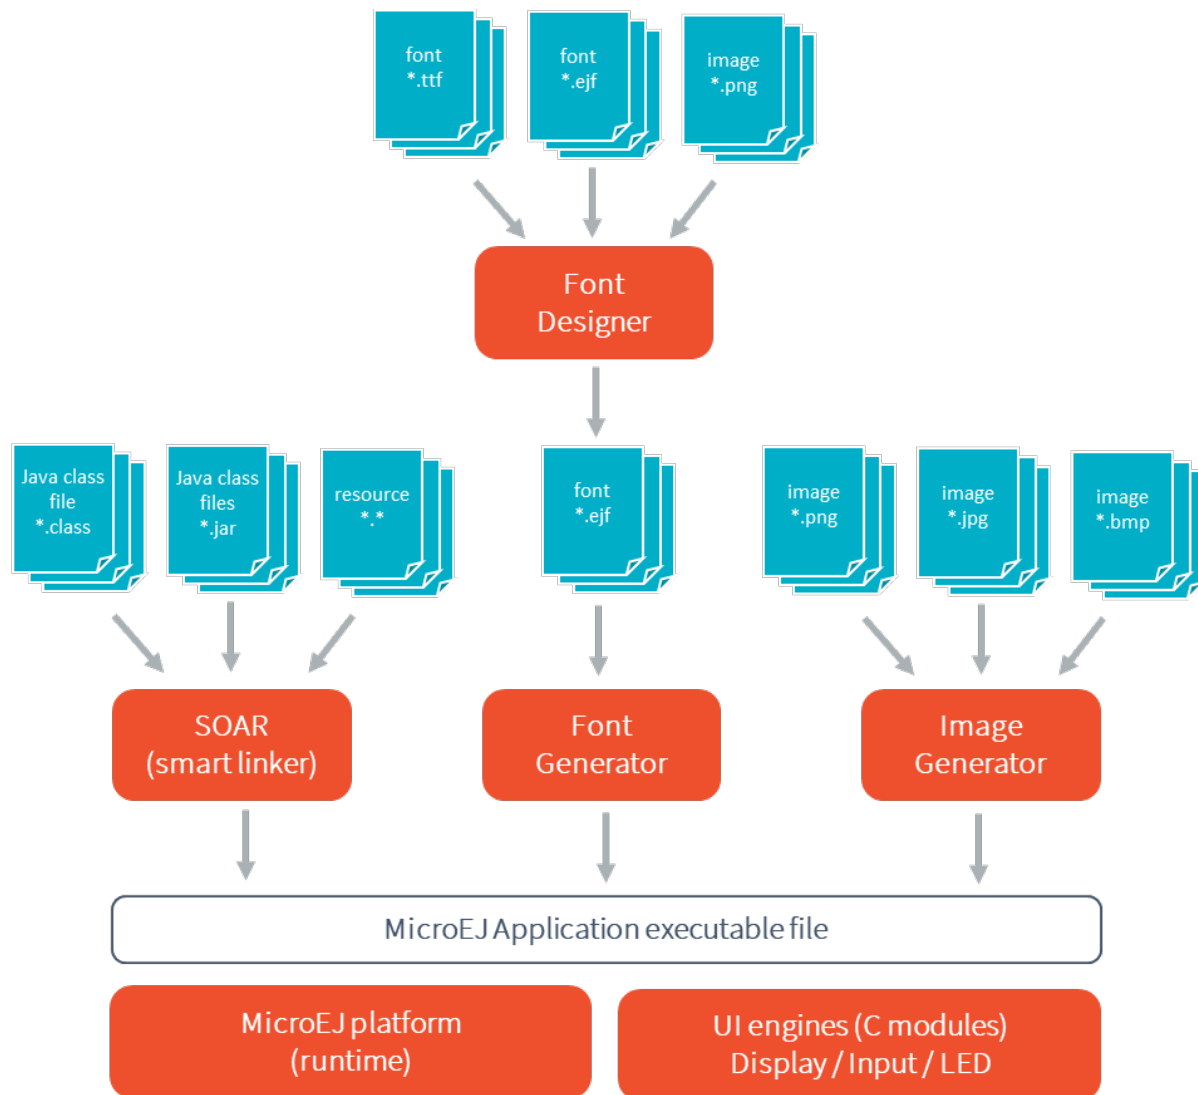 font
*.ttf
font
*.ejf
image
*.png
Font
Designer
Java class
file
*.class
Java class
files
*.jar
resource
*.*
font
*.ejf
image
*.png
image
*.jpg
image
*.bmp
SOAR
(smart linker)
Font
Generator
Image
Generator
MicroEJ Application executable file
MicroEJ platform
(runtime)
UI engines (C modules)
Display / Input / LED